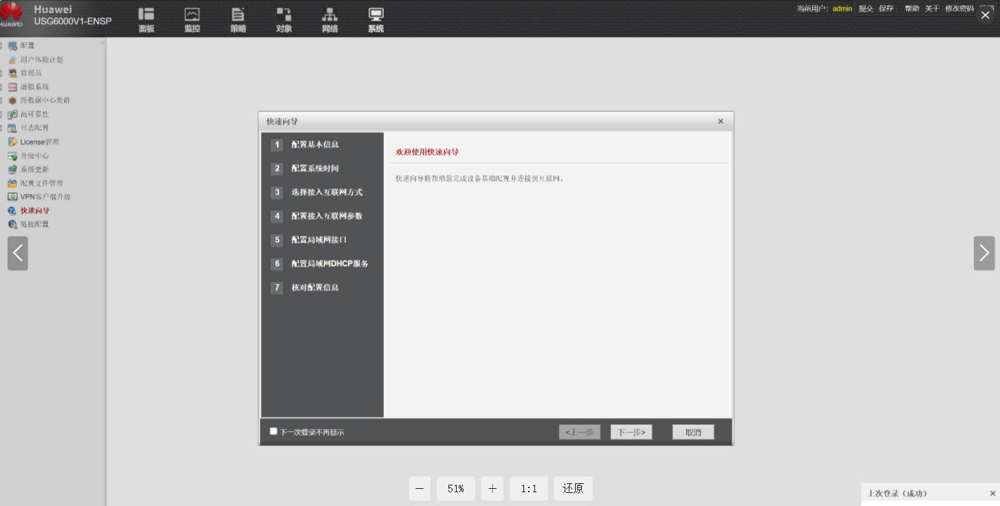 Huawei
USG6000V1-ENSP
HUAWEI
面板
监控
策略
对象
网络
系统
当前用户: admin 提交 保存 帮助 关于 修改密码
配置
用户体验计划
管理员
虚拟系统
跨数据中心集群
高可靠性
日志配置
License管理
升级中心
系统更新
配置文件管理
VPN客户端升级
快速向导
链接配置
快速向导
1 配置基本信息
2 配置系统时间
3 选择接入互联网方式
4 配置接入互联网参数
5 配置局域网接口
6 配置局域网DHCP服务
7 核对配置信息
欢迎使用快速向导
快速向导将帮助您完成设备基础配置并连接到互联网。
下一次登录不再显示
<上一步
下一步>
取消
51%
1:1
还原
上次登录（成功）